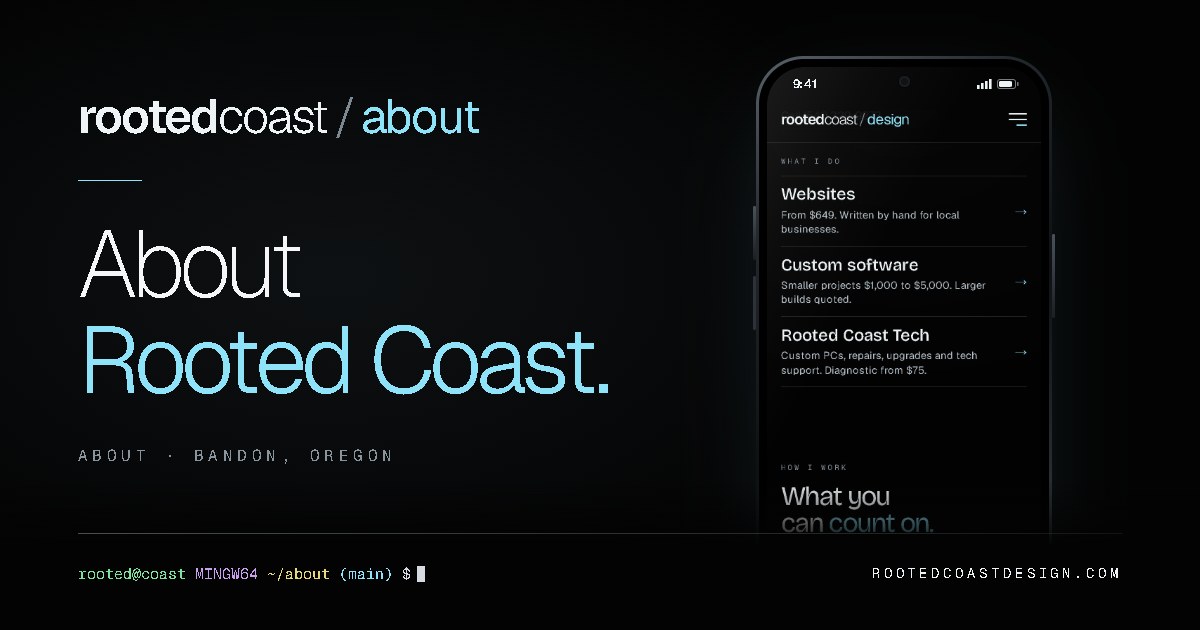 rootedcoast / about
About
Rooted Coast.
ABOUT · BANDON, OREGON
9:41
rootedcoast / design
WHAT I DO
Websites
From $649. Written by hand for local
businesses.
→
Custom software
Smaller projects $1,000 to $5,000. Larger
builds quoted.
→
Rooted Coast Tech
Custom PCs, repairs, upgrades and tech
support. Diagnostic from $75.
→
HOW I WORK
What you
can count on.
rooted@coast MINGW64 ~/about (main) $
ROOTEDCOASTDESIGN.COM